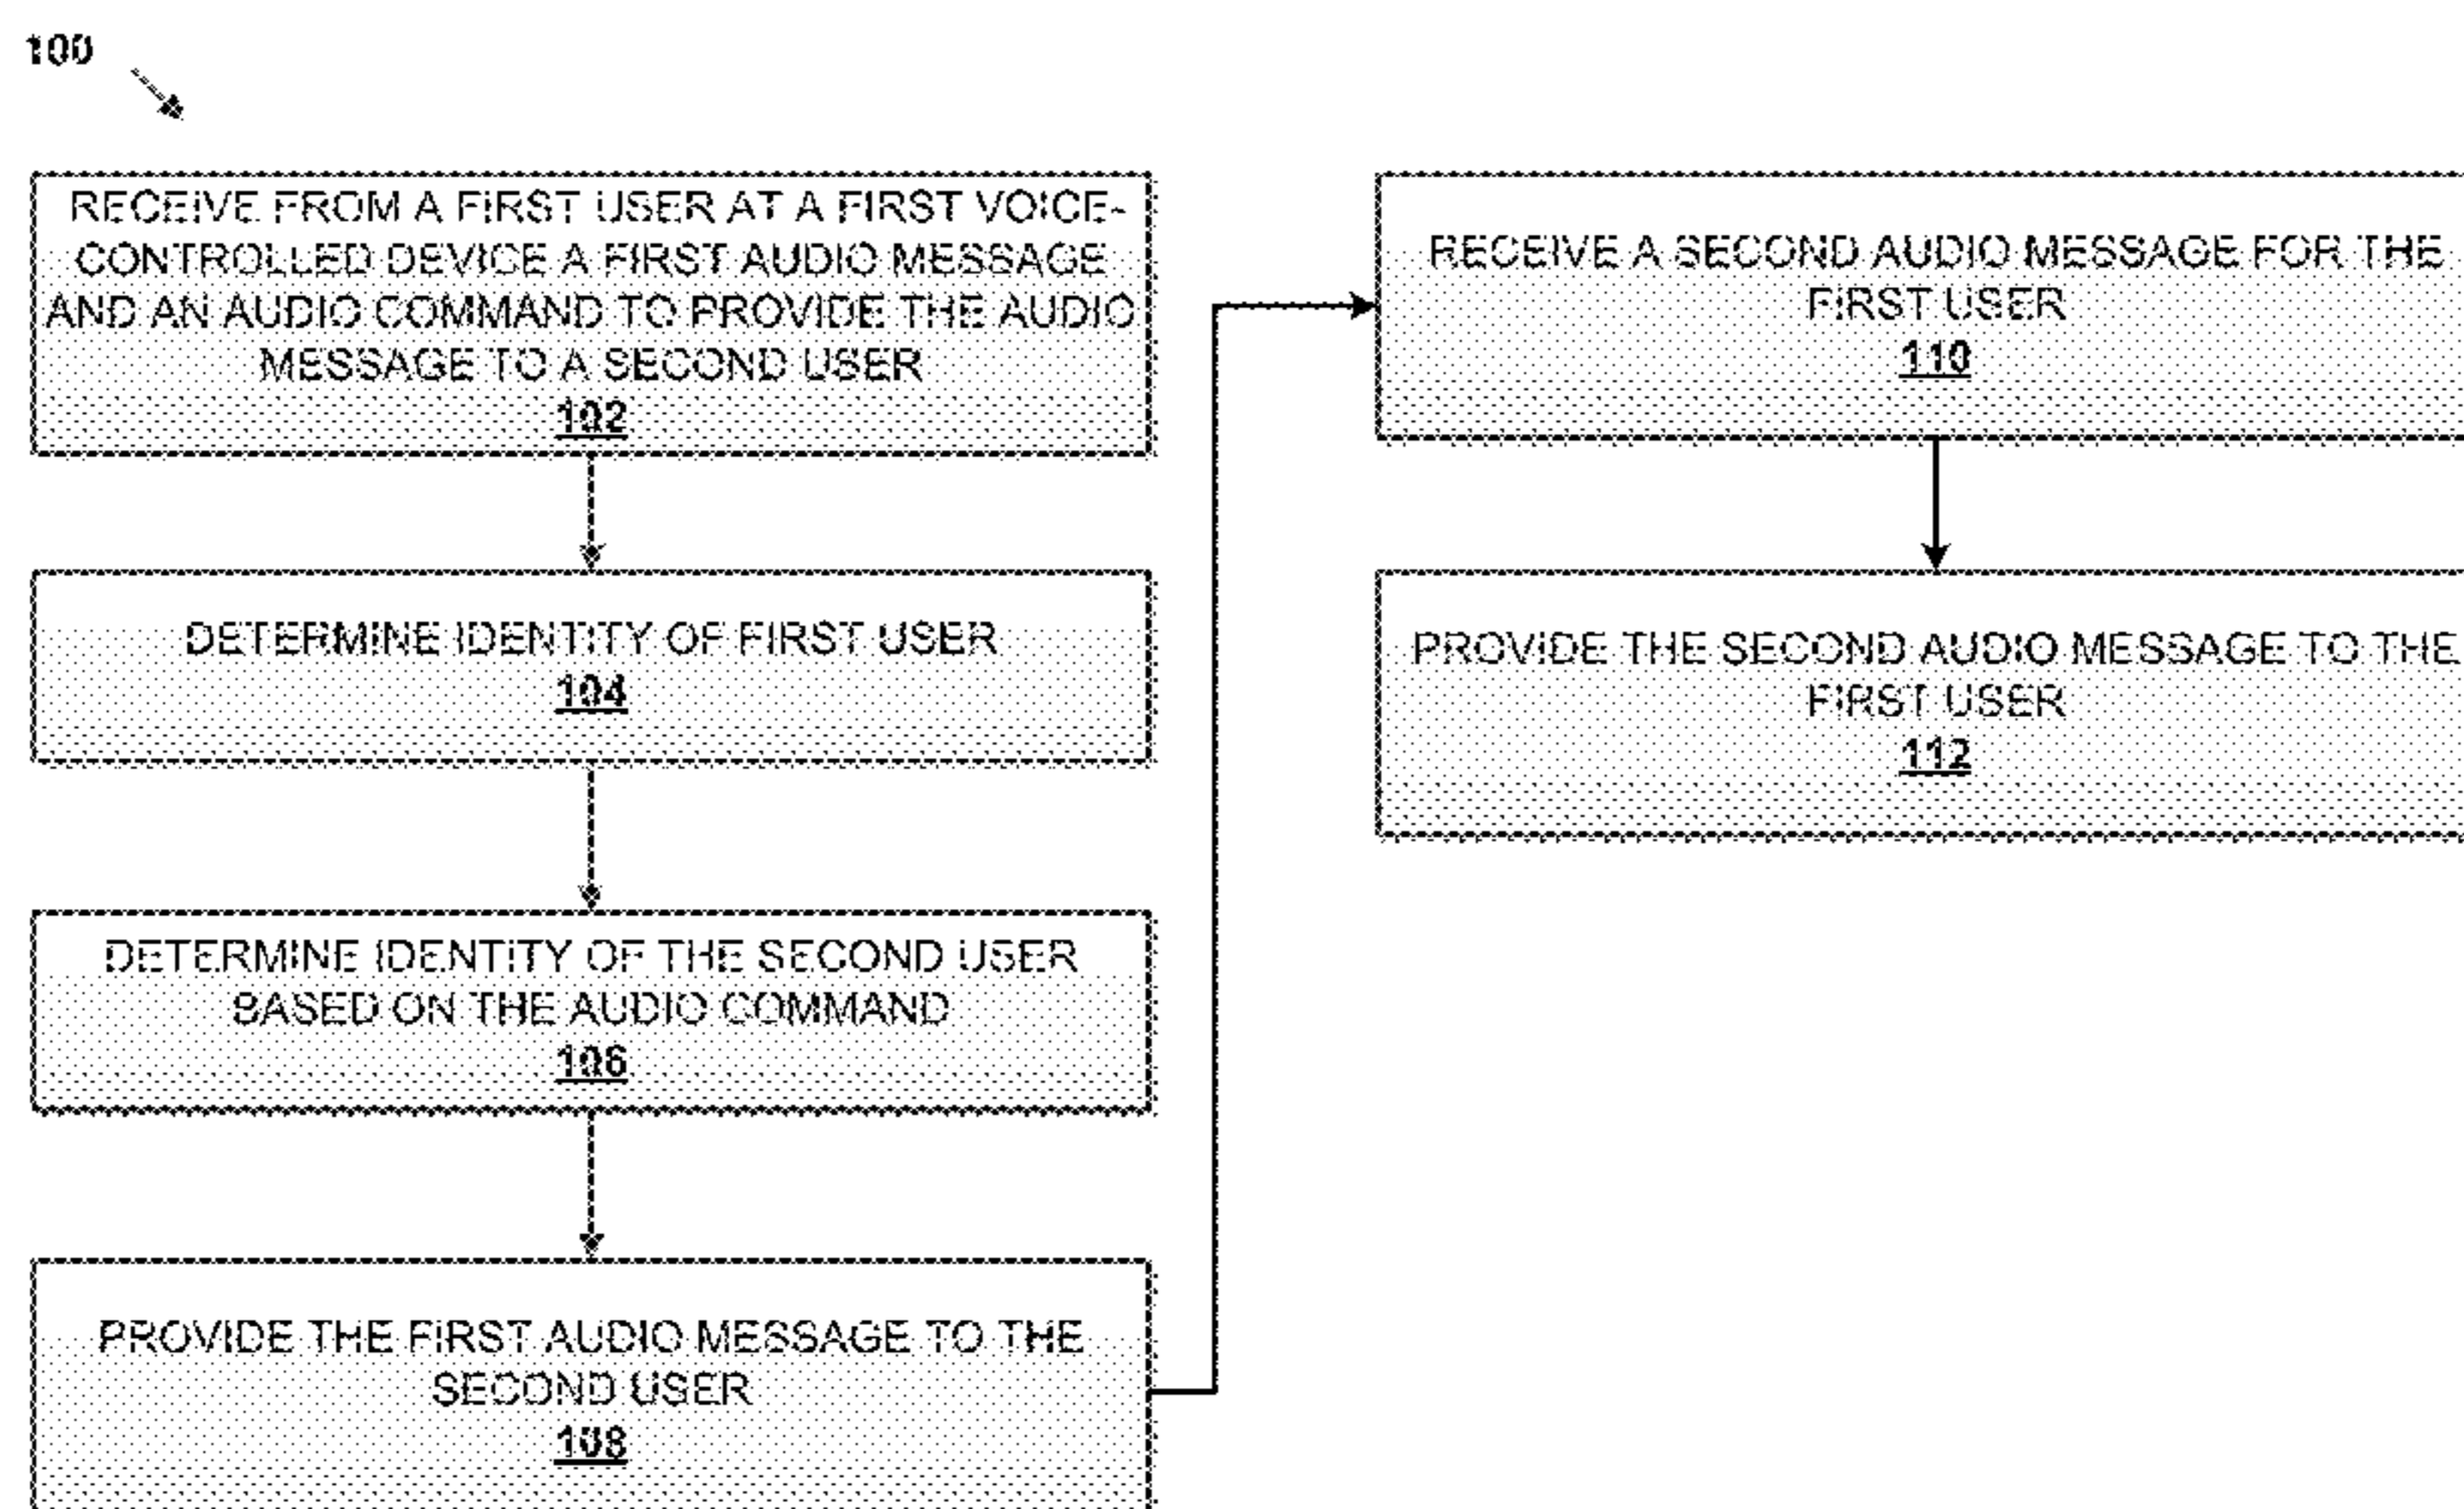 100
RECEIVE FROM A FIRST USER AT A FIRST VOICE-
CONTROLLED DEVICE A FIRST AUDIO MESSAGE
AND AN AUDIO COMMAND TO PROVIDE THE AUDIO
MESSAGE TO A SECOND USER
102
DETERMINE IDENTITY OF FIRST USER
104
DETERMINE IDENTITY OF THE SECOND USER
BASED ON THE AUDIO COMMAND
106
PROVIDE THE FIRST AUDIO MESSAGE TO THE
SECOND USER
108
RECEIVE A SECOND AUDIO MESSAGE FOR THE
FIRST USER
110
PROVIDE THE SECOND AUDIO MESSAGE TO THE
FIRST USER
112